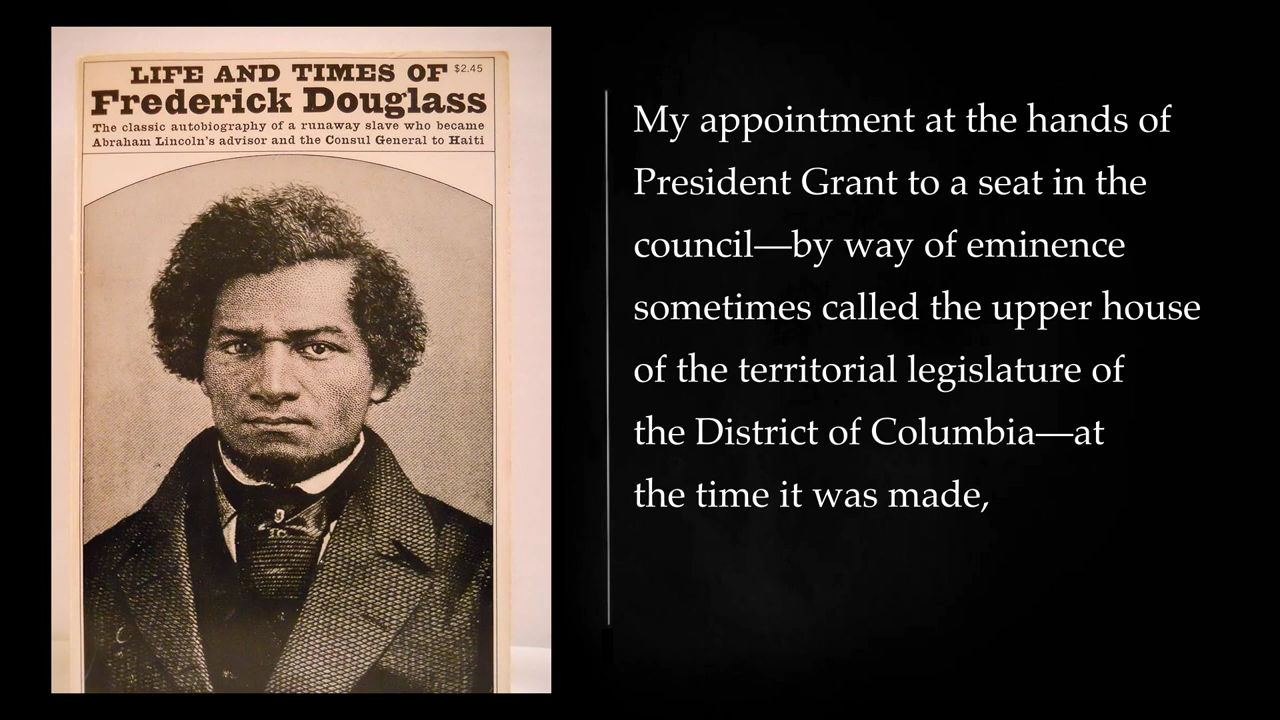 LIFE AND TIMES OF $2.45
Frederick Douglass
The classic autobiography of a runaway slave who became
Abraham Lincoln's advisor and the Consul General to Haiti
My appointment at the hands of
President Grant to a seat in the
council—by way of eminence
sometimes called the upper house
of the territorial legislature of
the District of Columbia—at
the time it was made,